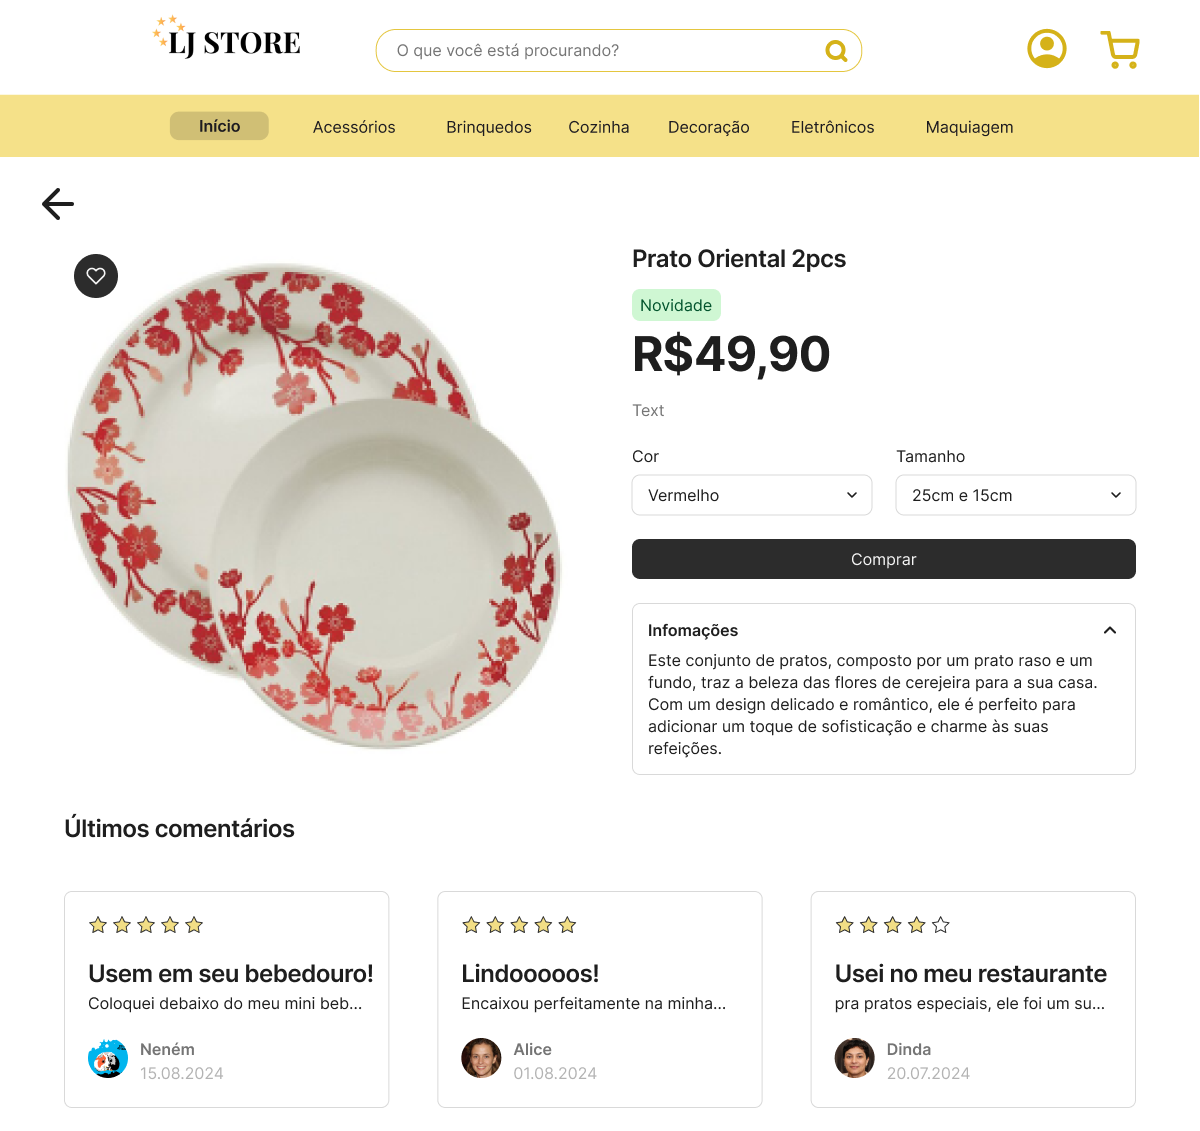 LJ STORE
O que você está procurando?
Início
Acessórios
Brinquedos
Cozinha
Decoração
Eletrônicos
Maquiagem
Prato Oriental 2pcs
Novidade
R$49,90
Text
Cor
Tamanho
Vermelho
25cm e 15cm
Comprar
Infomações
Este conjunto de pratos, composto por um prato raso e um
fundo, traz a beleza das flores de cerejeira para a sua casa.
Com um design delicado e romântico, ele é perfeito para
adicionar um toque de sofisticação e charme às suas
refeições.
Últimos comentários
Usem em seu bebedouro!
Coloquei debaixo do meu mini beb...
Neném
15.08.2024
Lindooooos!
Encaixou perfeitamente na minha...
Alice
01.08.2024
Usei no meu restaurante
pra pratos especiais, ele foi um su...
Dinda
20.07.2024